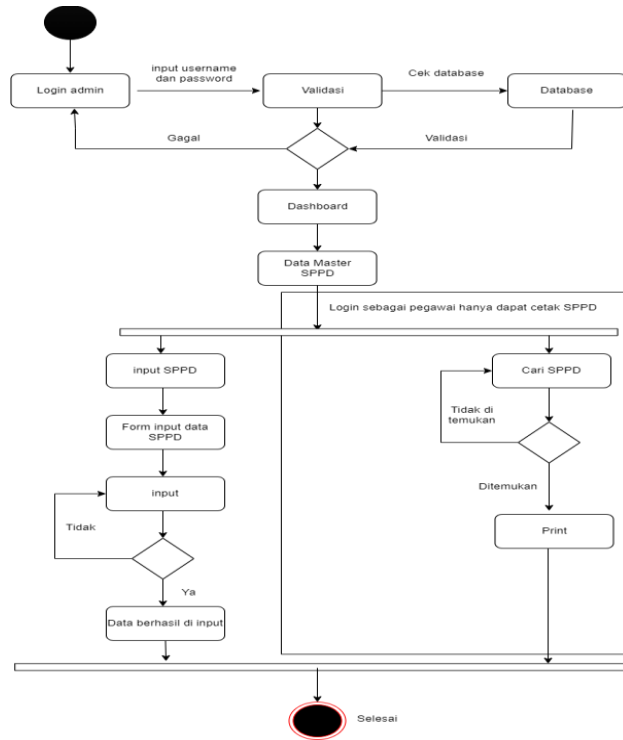 input username
dan password
Cek database
Login admin
Validasi
Database
Gagal
Validasi
Dashboard
Data Master
SPPD
Login sebagai pegawai hanya dapat cetak SPPD
input SPPD
Cari SPPD
Form input data
SPPD
Tidak di
temukan
input
Ditemukan
Tidak
Print
Ya
Data berhasil di input
Selesai